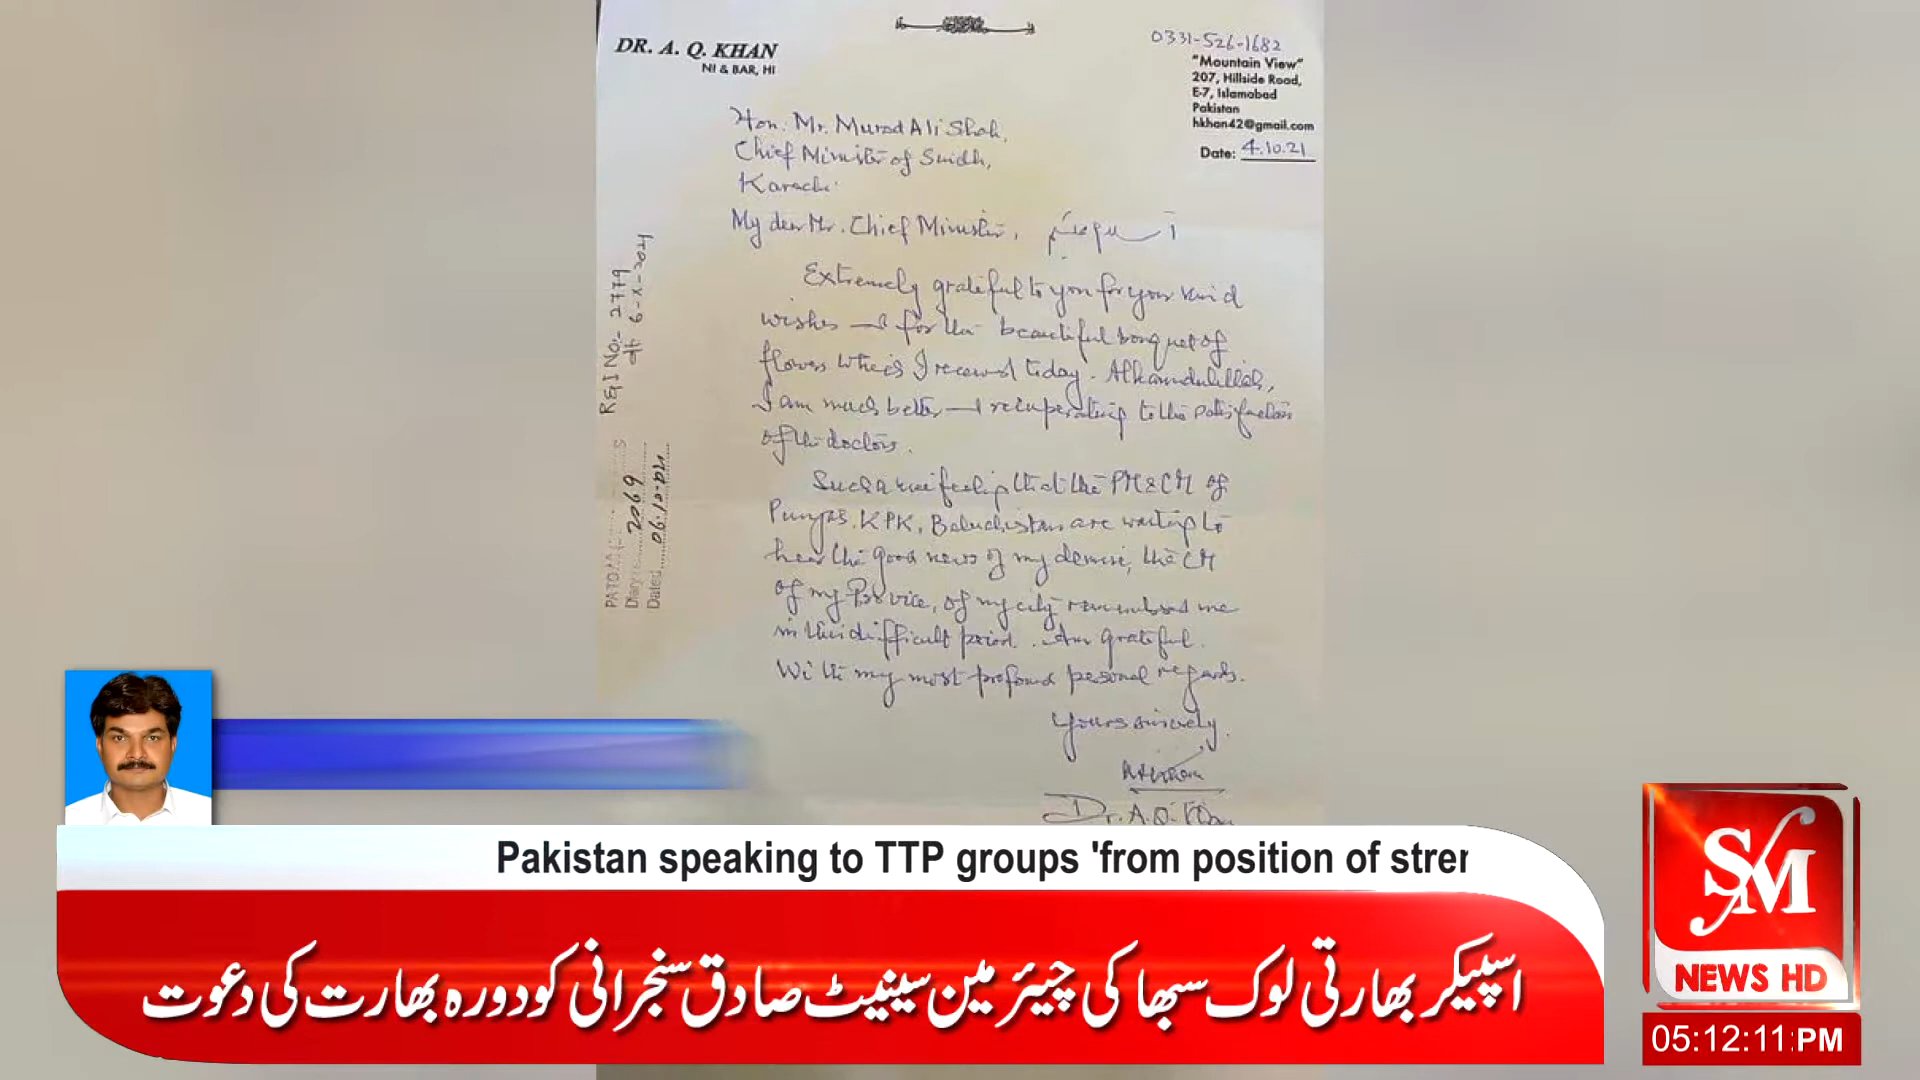 DR. A. Q. KHAN
NI & BAR, HI
0331-526-1682
"Mountain View"
207, Hillside Road,
E-7, Islamabad
Pakistan
hkhan42@gmail.com
Date: 4.10.21
Hon. Mr. Murad Ali Shah,
Chief Minister of Sindh,
Karachi.
My dear Mr. Chief Minister,
Extremely grateful to you for your kind
wishes & for the beautiful bouquet of
flowers which I received today. Alhamdulillah,
I am much better & recuperating to the satisfaction
of the doctors.
Such a nice feeling that the PM & CM of
Punjab, KPK, Baluchistan are waiting to
hear the good news of my demise, the CM
of my Province, of my city remembered me
in this difficult period. Am grateful.
With my most profound personal regards.
Yours sincerely,
Dr. A. Q. Khan
REJ No:- 2779
dt 6-X-2021
Diary 2069
Dated 06/10/021
Pakistan speaking to TTP groups 'from position of stren
اسپیکر بھارتی لوک سبھا کی چیئر مین سینیٹ صادق سنجرانی کو دورہ بھارت کی دعوت
SM
NEWS HD
05:12:11:PM